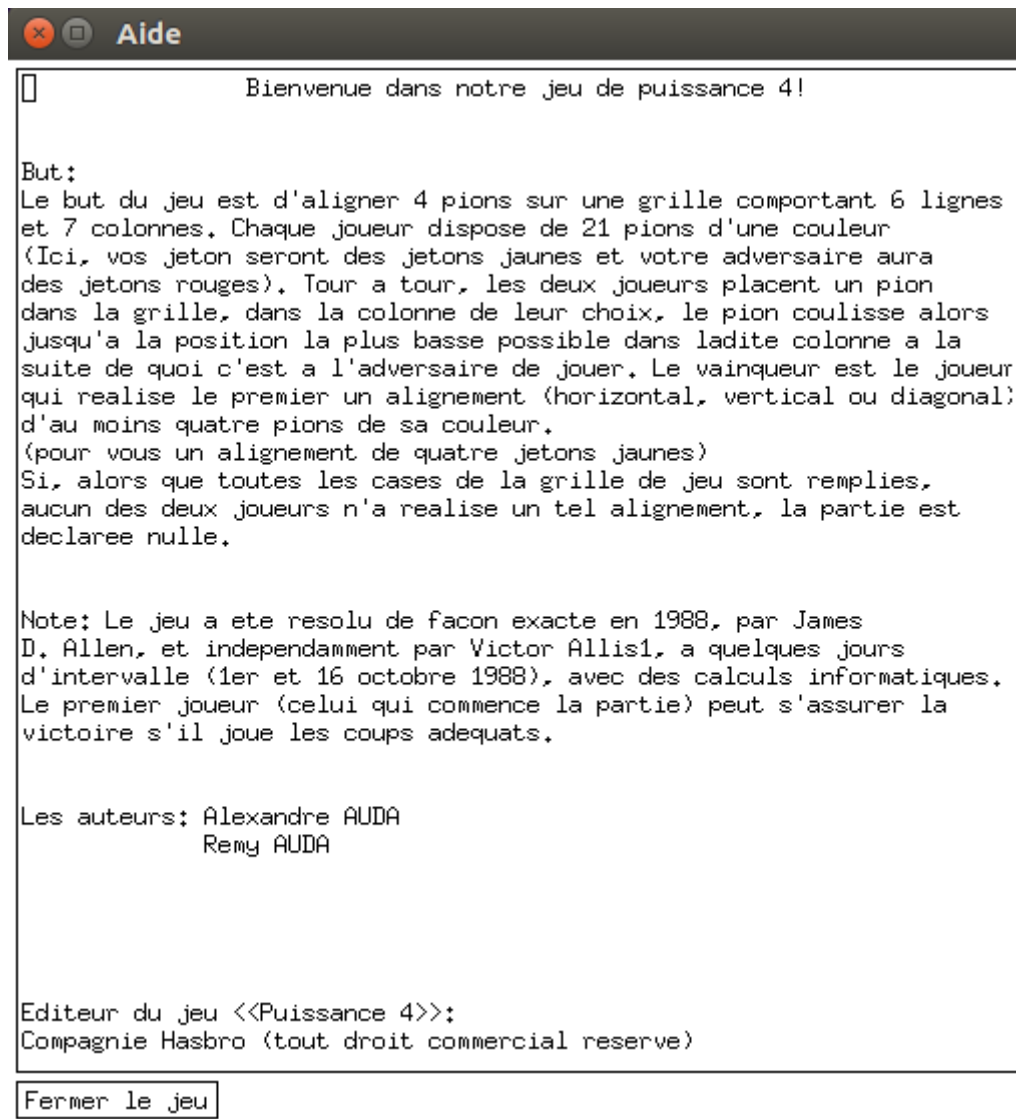 Aide
Bienvenue dans notre jeu de puissance 4!
But:
Le but du jeu est d'aligner 4 pions sur une grille comportant 6 lignes
et 7 colonnes. Chaque joueur dispose de 21 pions d'une couleur
(Ici, vos jeton seront des jetons jaunes et votre adversaire aura
des jetons rouges). Tour a tour, les deux joueurs placent un pion
dans la grille, dans la colonne de leur choix, le pion coulisse alors
jusqu'a la position la plus basse possible dans ladite colonne a la
suite de quoi c'est a l'adversaire de jouer. Le vainqueur est le joueur
qui realise le premier un alignement (horizontal, vertical ou diagonal)
d'au moins quatre pions de sa couleur.
(pour vous un alignement de quatre jetons jaunes)
Si, alors que toutes les cases de la grille de jeu sont remplies,
aucun des deux joueurs n'a realise un tel alignement, la partie est
declaree nulle.
Note: Le jeu a ete resolu de facon exacte en 1988, par James
D. Allen, et independamment par Victor Allis1, a quelques jours
d'intervalle (1er et 16 octobre 1988), avec des calculs informatiques.
Le premier joueur (celui qui commence la partie) peut s'assurer la
victoire s'il joue les coups adequats.
Les auteurs: Alexandre AUDA
Remy AUDA
Editeur du jeu <<Puissance 4>>:
Compagnie Hasbro (tout droit commercial reserve)
Fermer le jeu